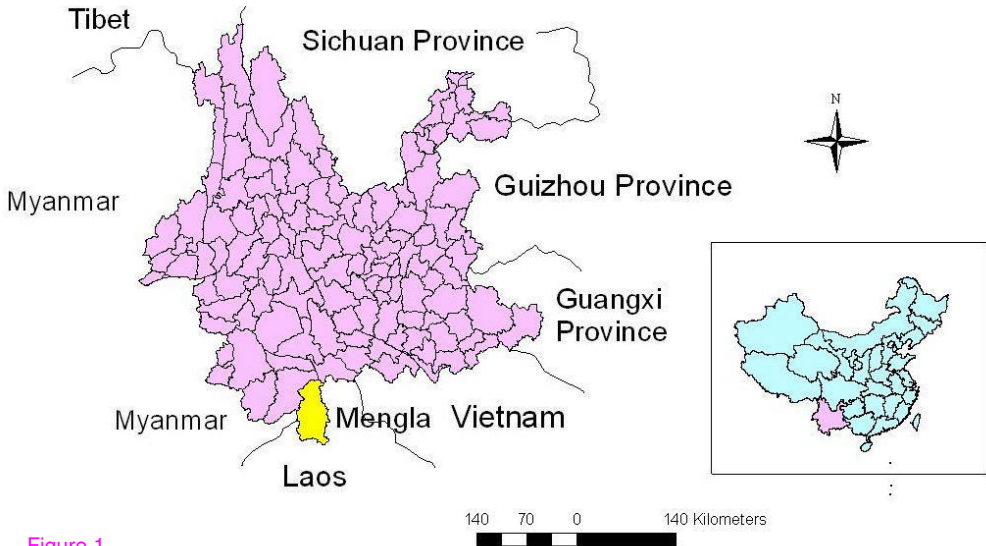 Tibet
Sichuan Province
N
Guizhou Province
Myanmar
Guangxi
Province
Myanmar
Mengla
Vietnam
Laos
140 70 0 140 Kilometers
Figure 1